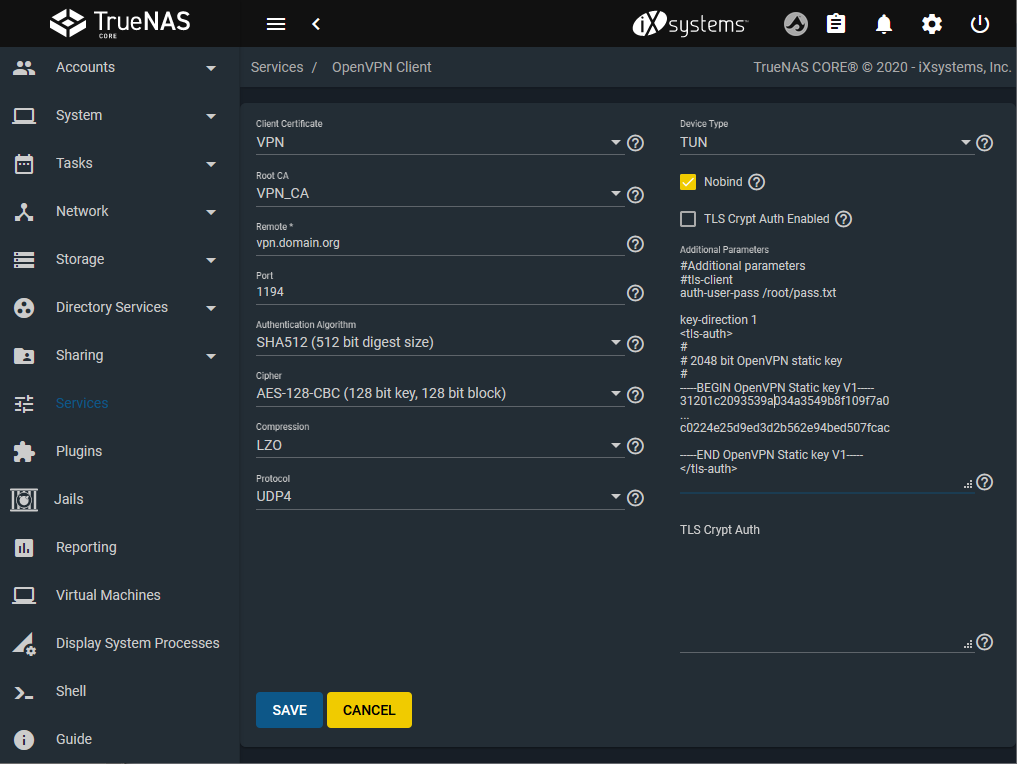 TrueNAS
CORE
iXsystems™
Accounts
System
Tasks
Network
Storage
Directory Services
Sharing
Services
Plugins
Jails
Reporting
Virtual Machines
Display System Processes
Shell
Guide
Services / OpenVPN Client
TrueNAS CORE® © 2020 - iXsystems, Inc.
Client Certificate
VPN
Root CA
VPN_CA
Remote *
vpn.domain.org
Port
1194
Authentication Algorithm
SHA512 (512 bit digest size)
Cipher
AES-128-CBC (128 bit key, 128 bit block)
Compression
LZO
Protocol
UDP4
Device Type
TUN
Nobind
TLS Crypt Auth Enabled
Additional Parameters
#Additional parameters
#tls-client
auth-user-pass /root/pass.txt
key-direction 1
<tls-auth>
#
# 2048 bit OpenVPN static key
#
-----BEGIN OpenVPN Static key V1-----
31201c2093539a034a3549b8f109f7a0
...
c0224e25d9ed3d2b562e94bed507fcac
-----END OpenVPN Static key V1-----
</tls-auth>
TLS Crypt Auth
SAVE
CANCEL